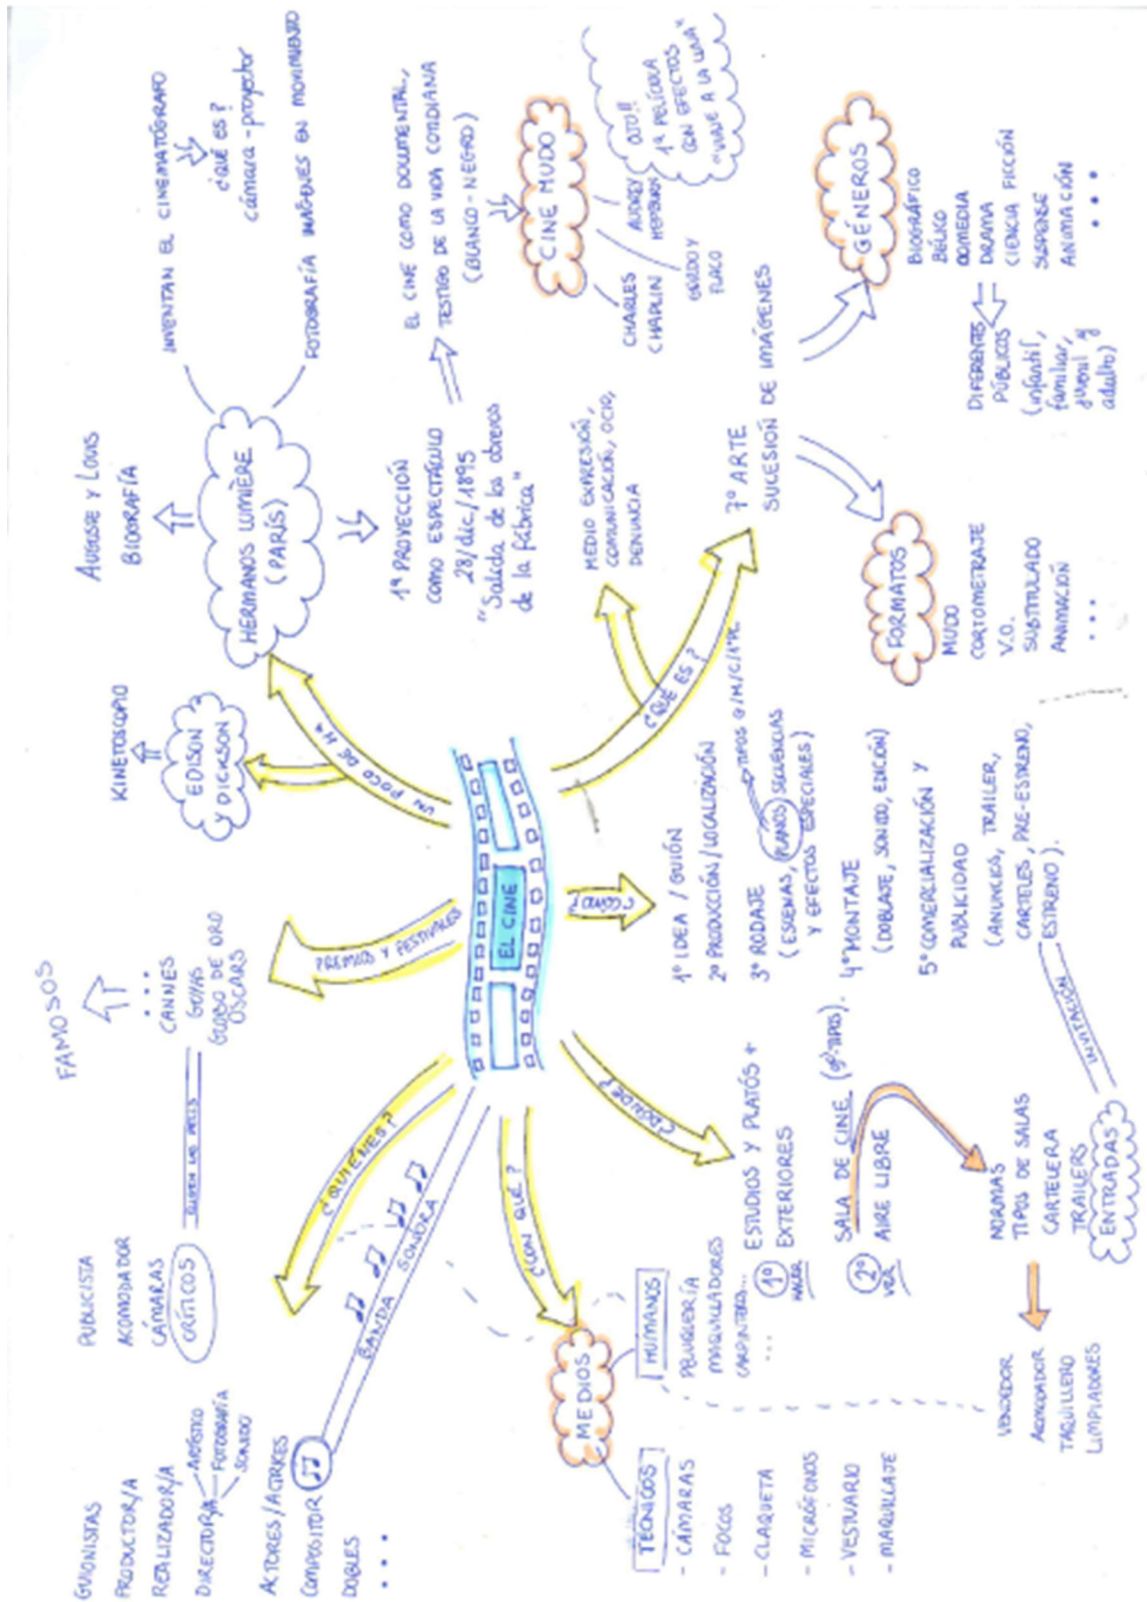 GUIONISTAS
PRODUCTOR/A
REALIZADOR/A
DIRECTOR/A
ARTÍSTICO
FOTOGRAFÍA
SONIDO
ACTORES/ACTRICES
COMPOSITOR
DOBLES
...
PUBLICISTA
ACOMODADOR
CÁMARAS
CRÍTICOS
¿QUIÉNES?
BANDA SONORA
FAMOSOS
...
CANNES
GOYAS
GLOBO DE ORO
OSCARS
PREMIOS Y FESTIVALES
KINETOSCOPIO
EDISON
Y DICKSON
UN POCO DE Hª
AUGUSTE Y LOUIS
BIOGRAFÍA
HERMANOS LUMIÈRE
(PARÍS)
INVENTAN EL CINEMATÓGRAFO
¿qué es?
cámara-proyector
FOTOGRAFÍA IMÁGENES EN MOVIMIENTO
1ª PROYECCIÓN
COMO ESPECTÁCULO
28/dic./1895
"Salida de los obreros
de la fábrica"
EL CINE COMO DOCUMENTAL,
TESTIGO DE LA VIDA COTIDIANA
(BLANCO-NEGRO)
CINE MUDO
CHARLES
CHAPLIN
GORDO Y
FLACO
AUDREY
HEPBURN
OJO!!
1ª PELÍCULA
CON EFECTOS
"VIAJE A LA LUNA"
EL CINE
¿QUÉ ES?
MEDIO EXPRESIÓN,
COMUNICACIÓN, OCIO,
DENUNCIA
7º ARTE
SUCESIÓN DE IMÁGENES
GÉNEROS
BIOGRÁFICO
BÉLICO
COMEDIA
DRAMA
CIENCIA FICCIÓN
SUSPENSE
ANIMACIÓN
...
DIFERENTES
PÚBLICOS
(infantil,
familiar,
juvenil y
adulto)
FORMATOS
MUDO
CORTOMETRAJE
V.O.
SUBTITULADO
ANIMACIÓN
...
¿CÓMO?
1º IDEA / GUIÓN
2º PRODUCCIÓN/LOCALIZACIÓN
3º RODAJE
(ESCENAS, PLANOS, SECUENCIAS
Y EFECTOS ESPECIALES)
TIPOS
4º MONTAJE
(DOBLAJE, SONIDO, EDICIÓN)
5º COMERCIALIZACIÓN Y
PUBLICIDAD
(ANUNCIOS, TRAILER,
CARTELES, PRE-ESTRENO,
ESTRENO).
INVITACIÓN
¿DÓNDE?
ESTUDIOS Y PLATÓS +
EXTERIORES
1º
HACER
SALA DE CINE
AIRE LIBRE
2º
VER
NORMAS
TIPOS DE SALAS
CARTELERA
TRAILERS
ENTRADAS
VENDEDOR
ACOMODADOR
TAQUILLERO
LIMPIADORES
¿CON QUÉ?
MEDIOS
HUMANOS
PELUQUERÍA
MAQUILLADORES
CARPINTERO...
...
TÉCNICOS
- CÁMARAS
- FOCOS
- CLAQUETA
- MICRÓFONOS
- VESTUARIO
- MAQUILLAJE